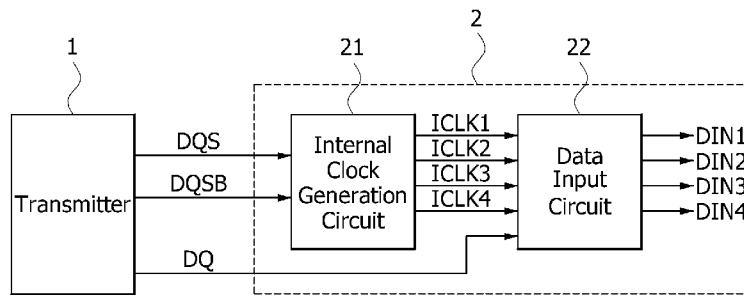 1
2
21
22
Transmitter
DQS
DQSB
DQ
Internal
Clock
Generation
Circuit
ICLK1
ICLK2
ICLK3
ICLK4
Data
Input
Circuit
DIN1
DIN2
DIN3
DIN4